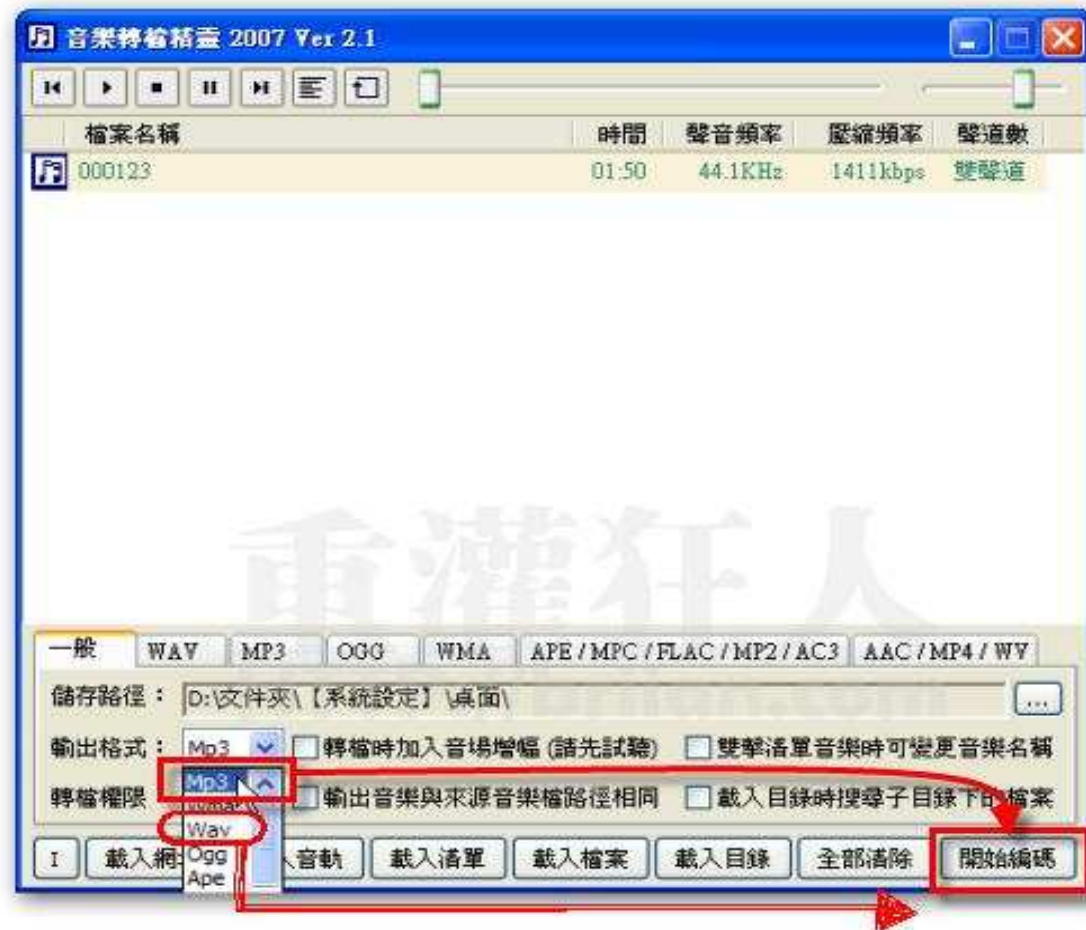 音樂轉檔精靈 2007 Ver 2.1
檔案名稱 時間 聲音頻率 壓縮頻率 聲道數
000123 01:50 44.1KHz 1411kbps 雙聲道
重灌狂人
一般 WAV MP3 OGG WMA APE / MPC / FLAC / MP2 / AC3 AAC / MP4 / WV
儲存路徑： D:\文件夾\【系統設定】\桌面\ ...
輸出格式： Mp3 轉檔時加入音場增幅 (請先試聽) 雙擊清單音樂時可變更音樂名稱
Mp3
轉檔權限 輸出音樂與來源音樂檔路徑相同 載入目錄時搜尋子目錄下的檔案
Wav
I 載入網 音軌 載入清單 載入檔案 載入目錄 全部清除 開始編碼
Ogg
Ape